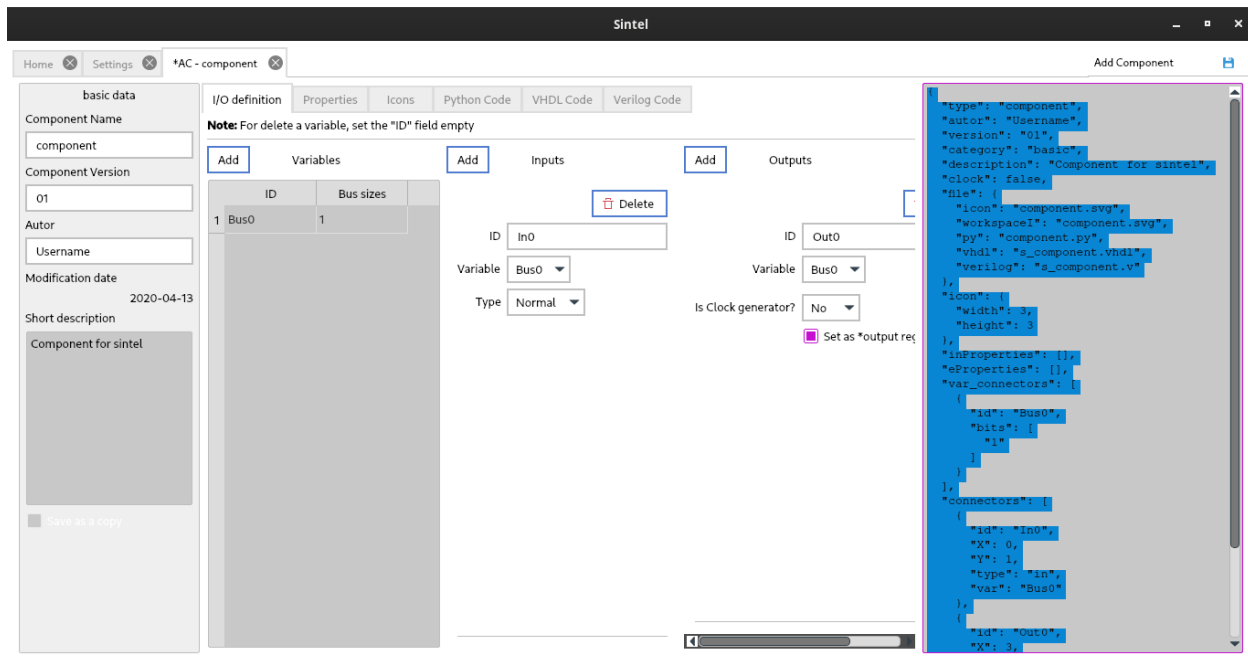 Sintel
Home
Settings
*AC - component
Add Component
basic data
Component Name
component
Component Version
01
Autor
Username
Modification date
2020-04-13
Short description
Component for sintel
Save as a copy
I/O definition
Properties
Icons
Python Code
VHDL Code
Verilog Code
Note: For delete a variable, set the "ID" field empty
Add
Variables
ID
Bus sizes
1
Bus0
1
Add
Inputs
Delete
ID
In0
Variable
Bus0
Type
Normal
Add
Outputs
ID
Out0
Variable
Bus0
Is Clock generator?
No
Set as *output reg
{
"type": "component",
"autor": "Username",
"version": "01",
"category": "basic",
"description": "Component for sintel",
"clock": false,
"file": {
"icon": "component.svg",
"workspaceI": "component.svg",
"py": "component.py",
"vhdl": "s_component.vhdl",
"verilog": "s_component.v"
},
"icon": {
"width": 3,
"height": 3
},
"inProperties": [],
"eProperties": [],
"var_connectors": [
{
"id": "Bus0",
"bits": [
"1"
]
}
],
"connectors": [
{
"id": "In0",
"X": 0,
"Y": 1,
"type": "in",
"var": "Bus0"
},
{
"id": "Out0",
"X": 3,